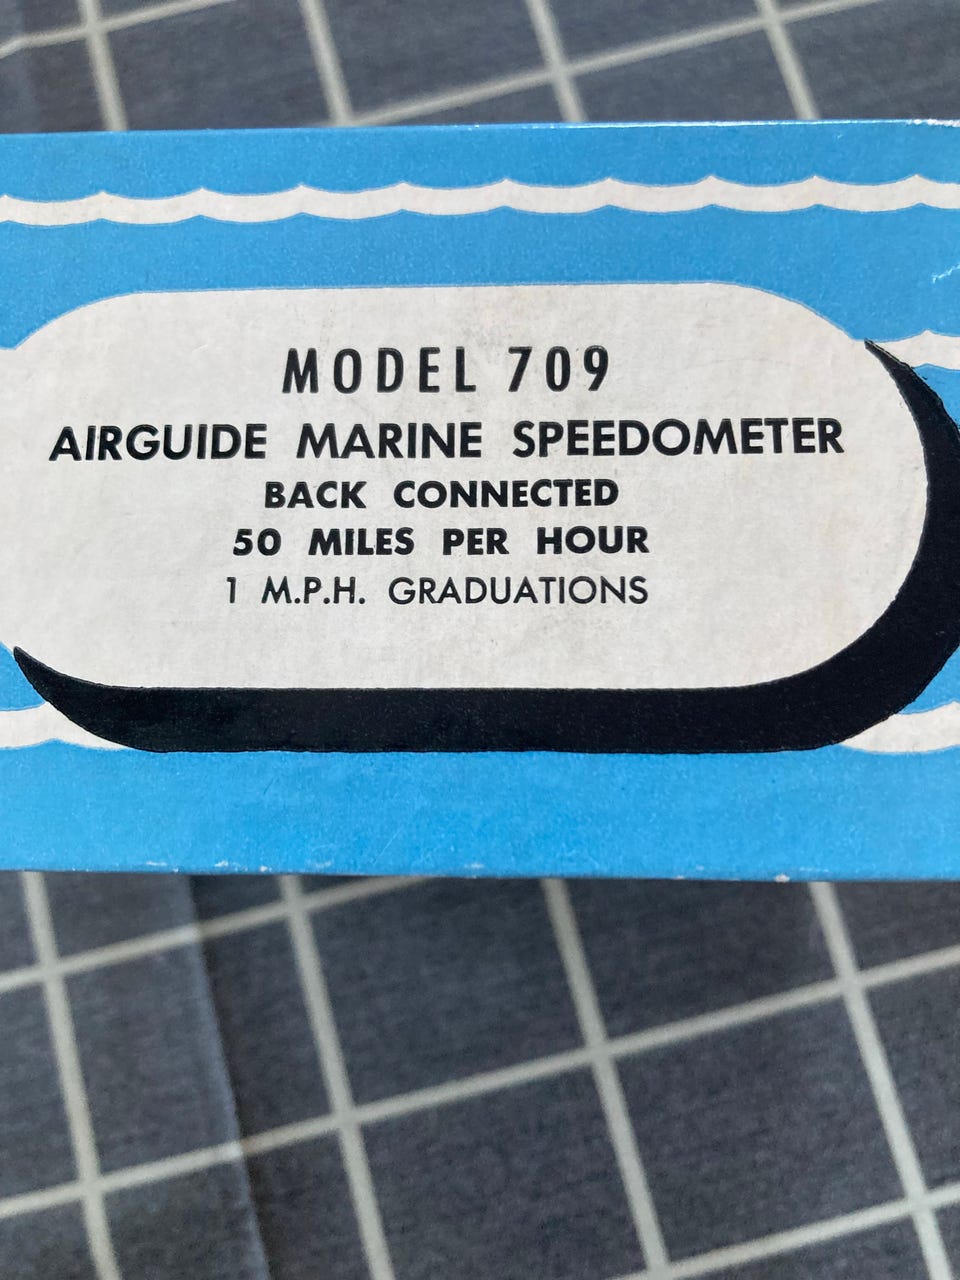 MODEL 709
AIRGUIDE MARINE SPEEDOMETER
BACK CONNECTED
50 MILES PER HOUR
1 M.P.H. GRADUATIONS